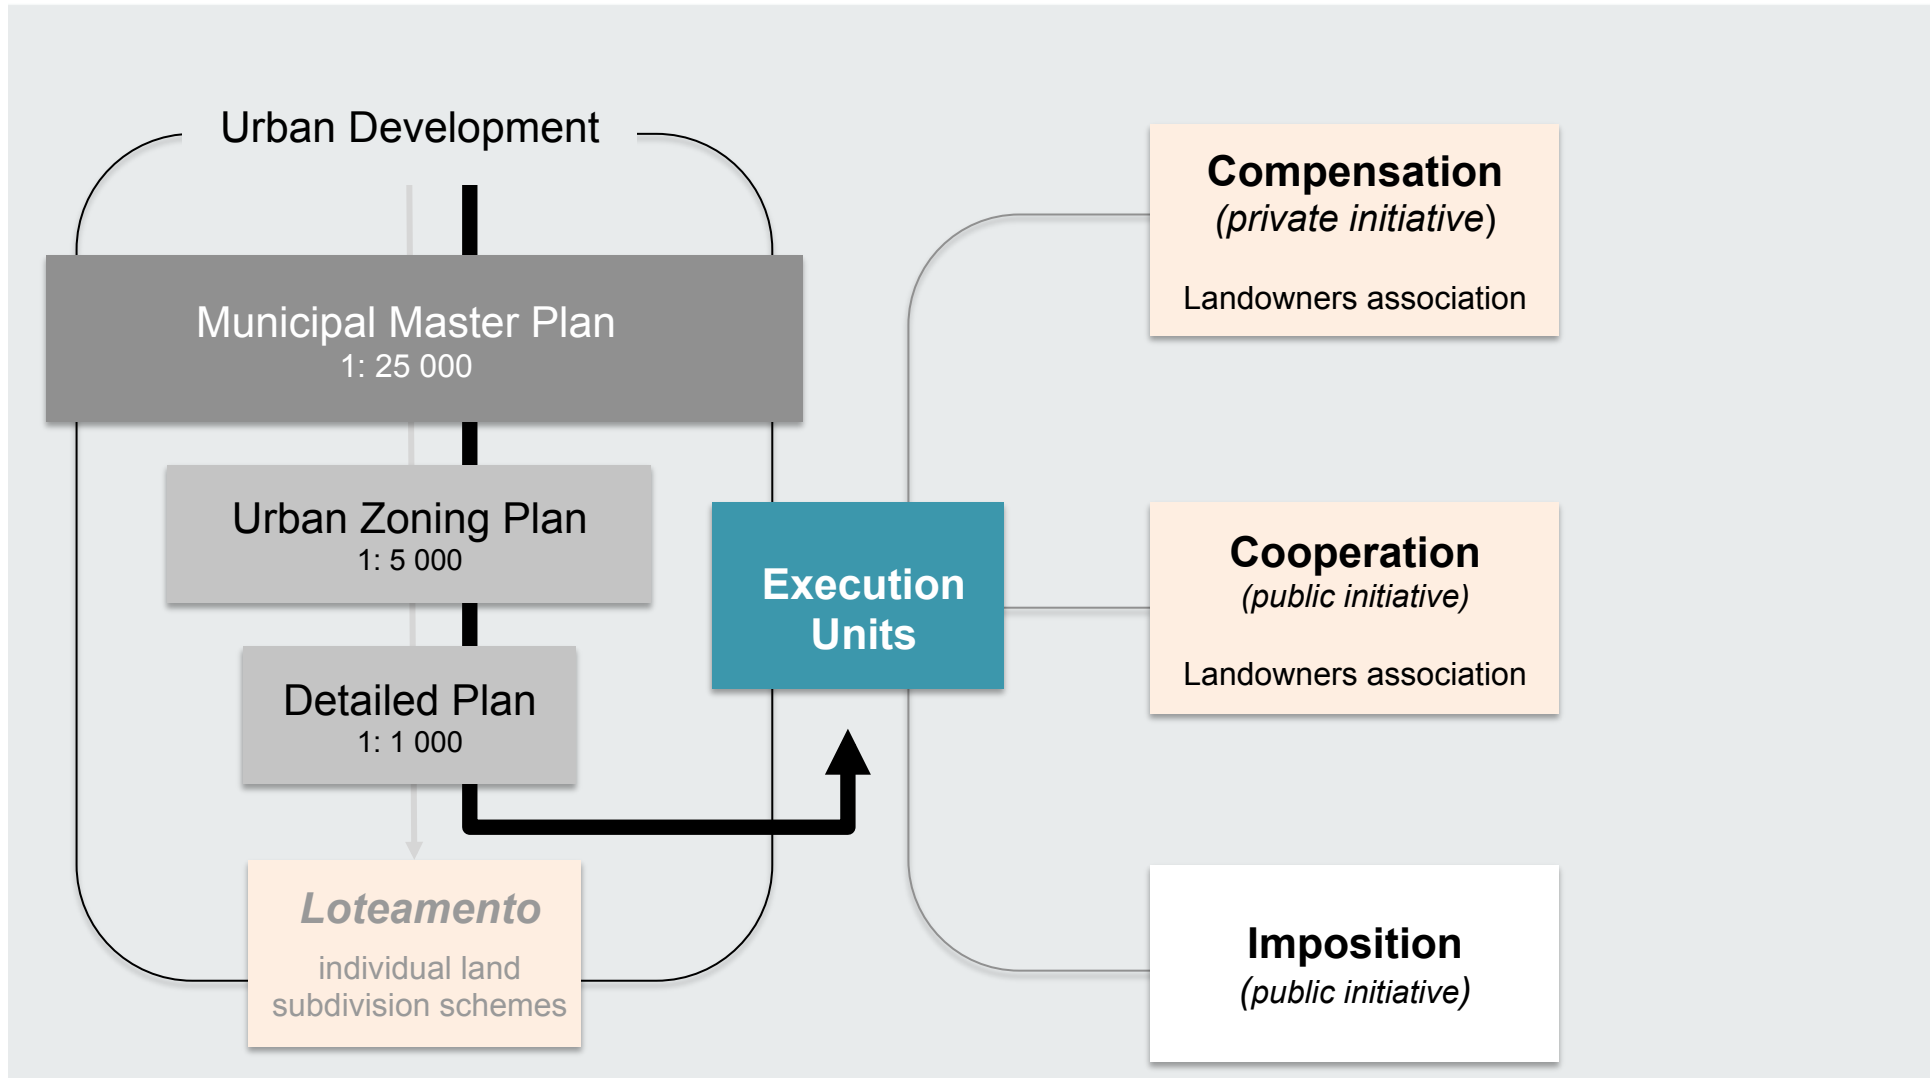 Urban Development
Municipal Master Plan
1: 25 000
Urban Zoning Plan
1: 5 000
Detailed Plan
1: 1 000
Loteamento
individual land
subdivision schemes
Execution
Units
Compensation
(private initiative)
Landowners association
Cooperation
(public initiative)
Landowners association
Imposition
(public initiative)